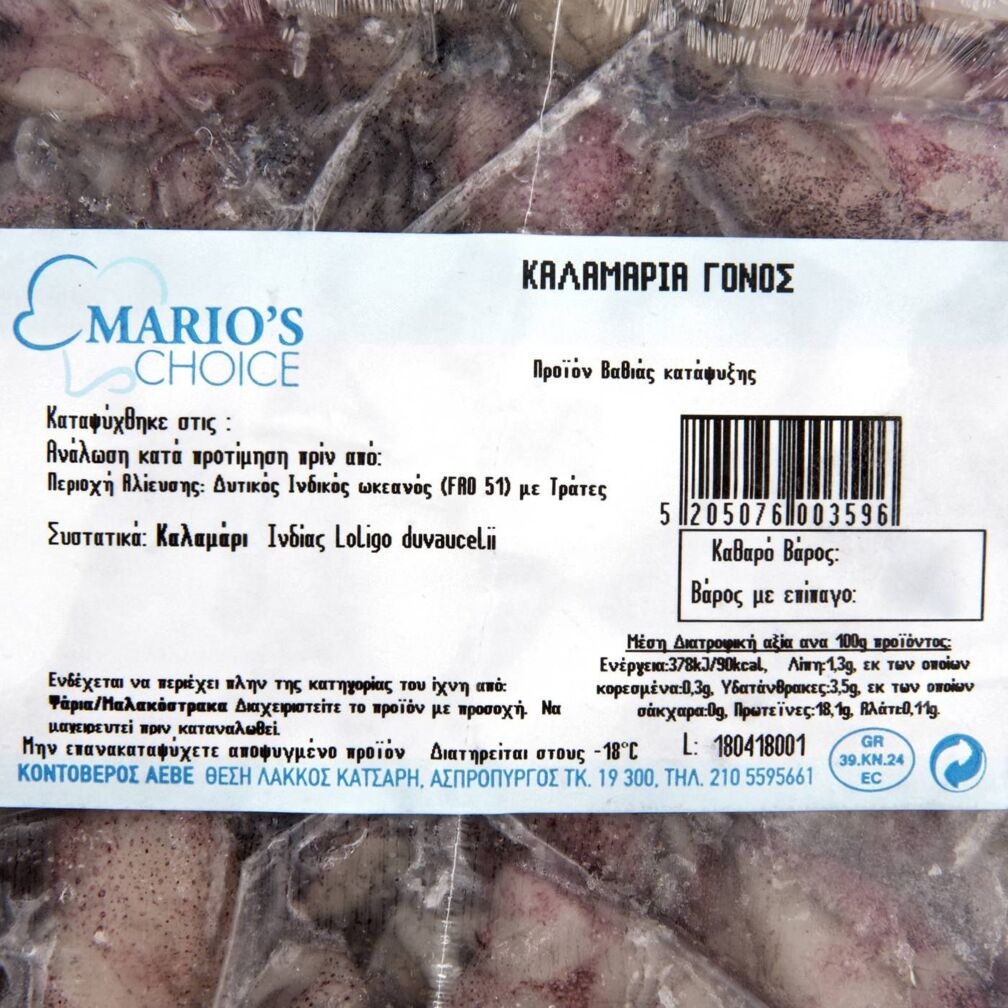 ΚΑΛΑΜΑΡΙΑ ΓΟΝΟΣ
MARIO'S
CHOICE
Προϊόν Βαθιάς κατάψυξης
Καταψύχθηκε στις :
Ανάλωση κατά προτίμηση πρίν από:
Περιοχή Αλίευσης: Δυτικός Ινδικός ωκεανός (FAO 51) με Τράτες
5 205076 003596
Συστατικά: Καλαμάρι Ινδίας Loligo duvaucelii
Καθαρό Βάρος:
Βάρος με επίπαγο:
Μέση Διατροφική αξία ανα 100g προϊόντος:
Ενέργεια:378kJ/90kcal, Λίπη:1,3g, εκ των οποίων
κορεσμένα:0,3g, Υδατάνθρακες:3,5g, εκ των οποίων
σάκχαρα:0g, Πρωτεϊνες:18,1g, Αλάτι:0,11g.
Ενδέχεται να περιέχει πλην της κατηγορίας του ίχνη από:
Ψάρια/Μαλακόστρακα Διαχειριστείτε το προϊόν με προσοχή. Να
μαγειρευτεί πριν καταναλωθεί.
Μην επανακαταψύχετε αποψυγμένο προϊόν Διατηρείται στους -18°C
L: 180418001
GR
39.ΚΝ.24
EC
ΚΟΝΤΟΒΕΡΟΣ ΑΕΒΕ ΘΕΣΗ ΛΑΚΚΟΣ ΚΑΤΣΑΡΗ, ΑΣΠΡΟΠΥΡΓΟΣ ΤΚ. 19 300, ΤΗΛ. 210 5595661